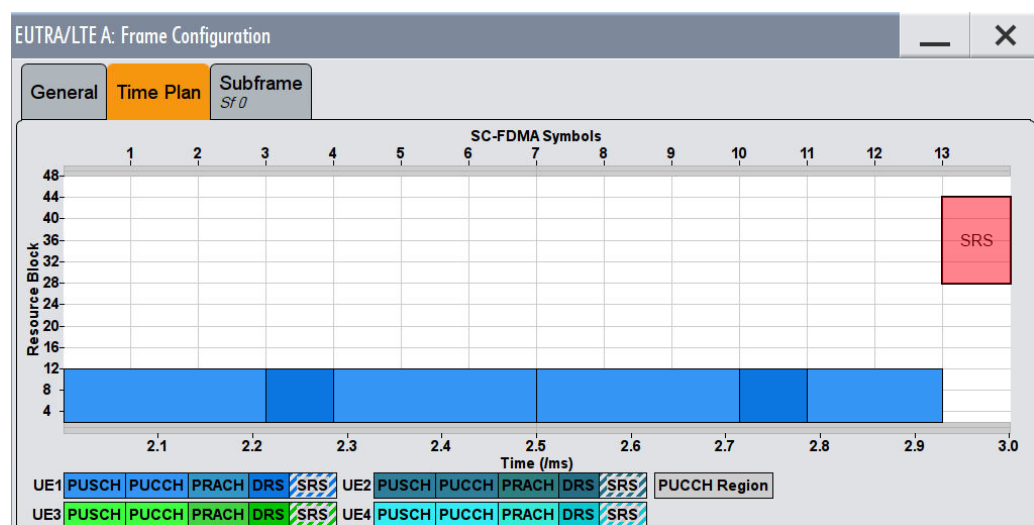 EUTRA/LTE A: Frame Configuration
General Time Plan Subframe
Sf 0
SC-FDMA Symbols
1 2 3 4 5 6 7 8 9 10 11 12 13
48
44
40
36
32
28
24
20
16
12
8
4
Resource Block
SRS
2.1 2.2 2.3 2.4 2.5 2.6 2.7 2.8 2.9 3.0
Time (/ms)
UE1 PUSCH PUCCH PRACH DRS SRS UE2 PUSCH PUCCH PRACH DRS SRS PUCCH Region
UE3 PUSCH PUCCH PRACH DRS SRS UE4 PUSCH PUCCH PRACH DRS SRS